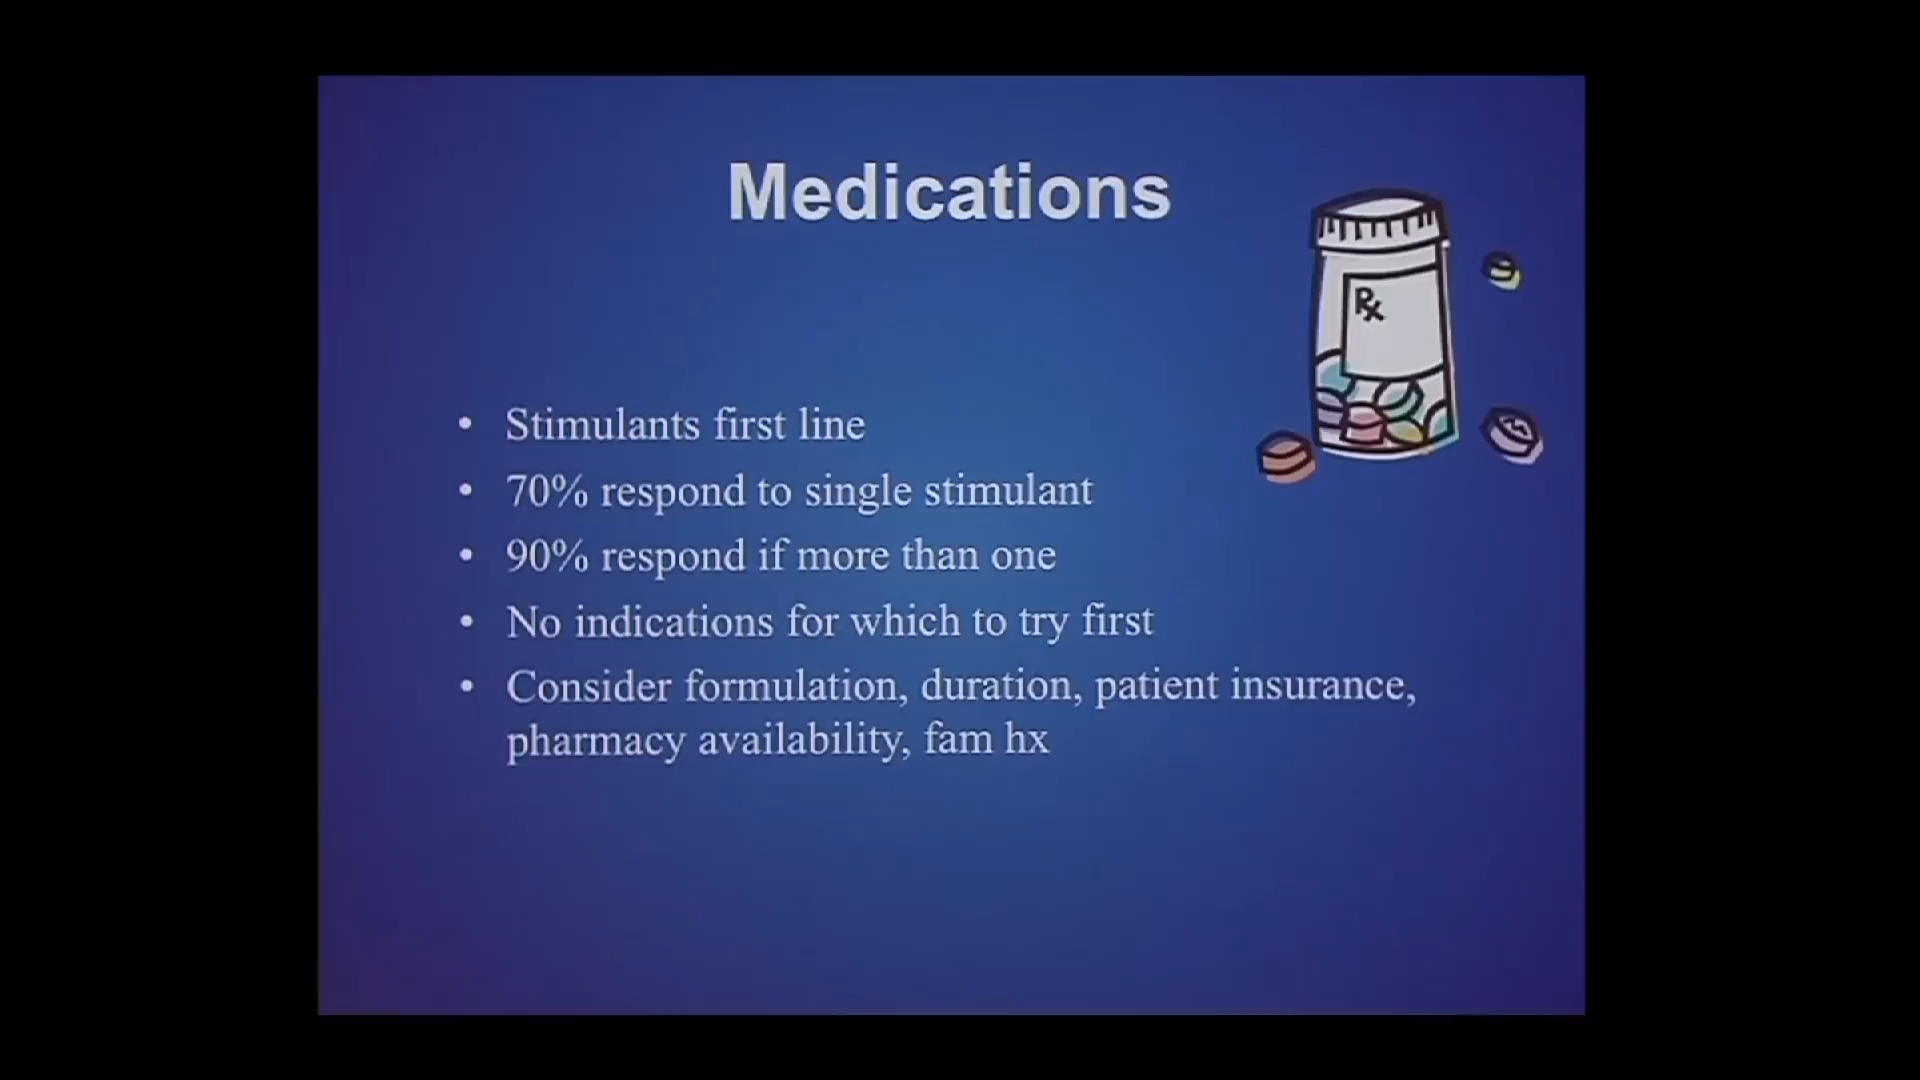 Medications
Rx
• Stimulants first line
• 70% respond to single stimulant
• 90% respond if more than one
• No indications for which to try first
• Consider formulation, duration, patient insurance,
pharmacy availability, fam hx